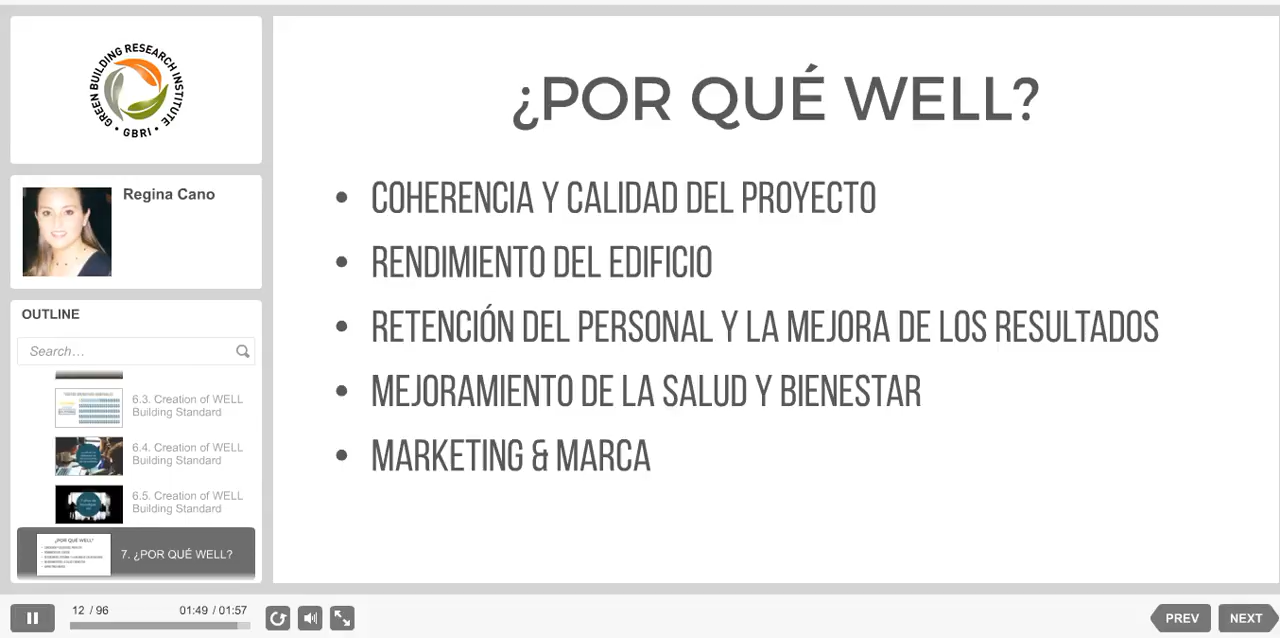 GREEN BUILDING RESEARCH INSTITUTE
• GBRI •
Regina Cano
OUTLINE
Search...
6.3. Creation of WELL
Building Standard
6.4. Creation of WELL
Building Standard
6.5. Creation of WELL
Building Standard
¿POR QUÉ WELL?
7. ¿POR QUÉ WELL?
¿POR QUÉ WELL?
• COHERENCIA Y CALIDAD DEL PROYECTO
• RENDIMIENTO DEL EDIFICIO
• RETENCIÓN DEL PERSONAL Y LA MEJORA DE LOS RESULTADOS
• MEJORAMIENTO DE LA SALUD Y BIENESTAR
• MARKETING & MARCA
12 / 96
01:49 / 01:57
PREV
NEXT